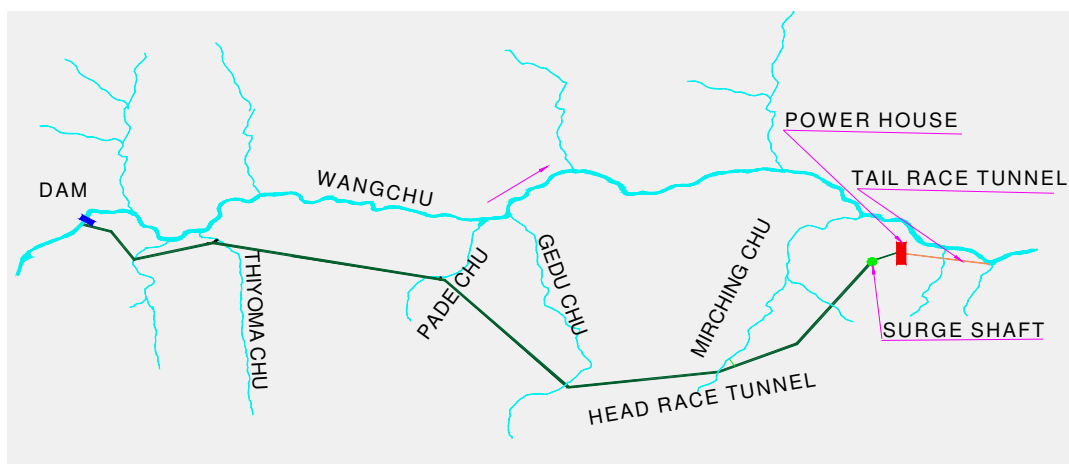 POWER HOUSE
TAIL RACE TUNNEL
DAM
WANGCHU
THIYOMA CHU
PADE CHU
GEDU CHU
MIRCHING CHU
SURGE SHAFT
HEAD RACE TUNNEL